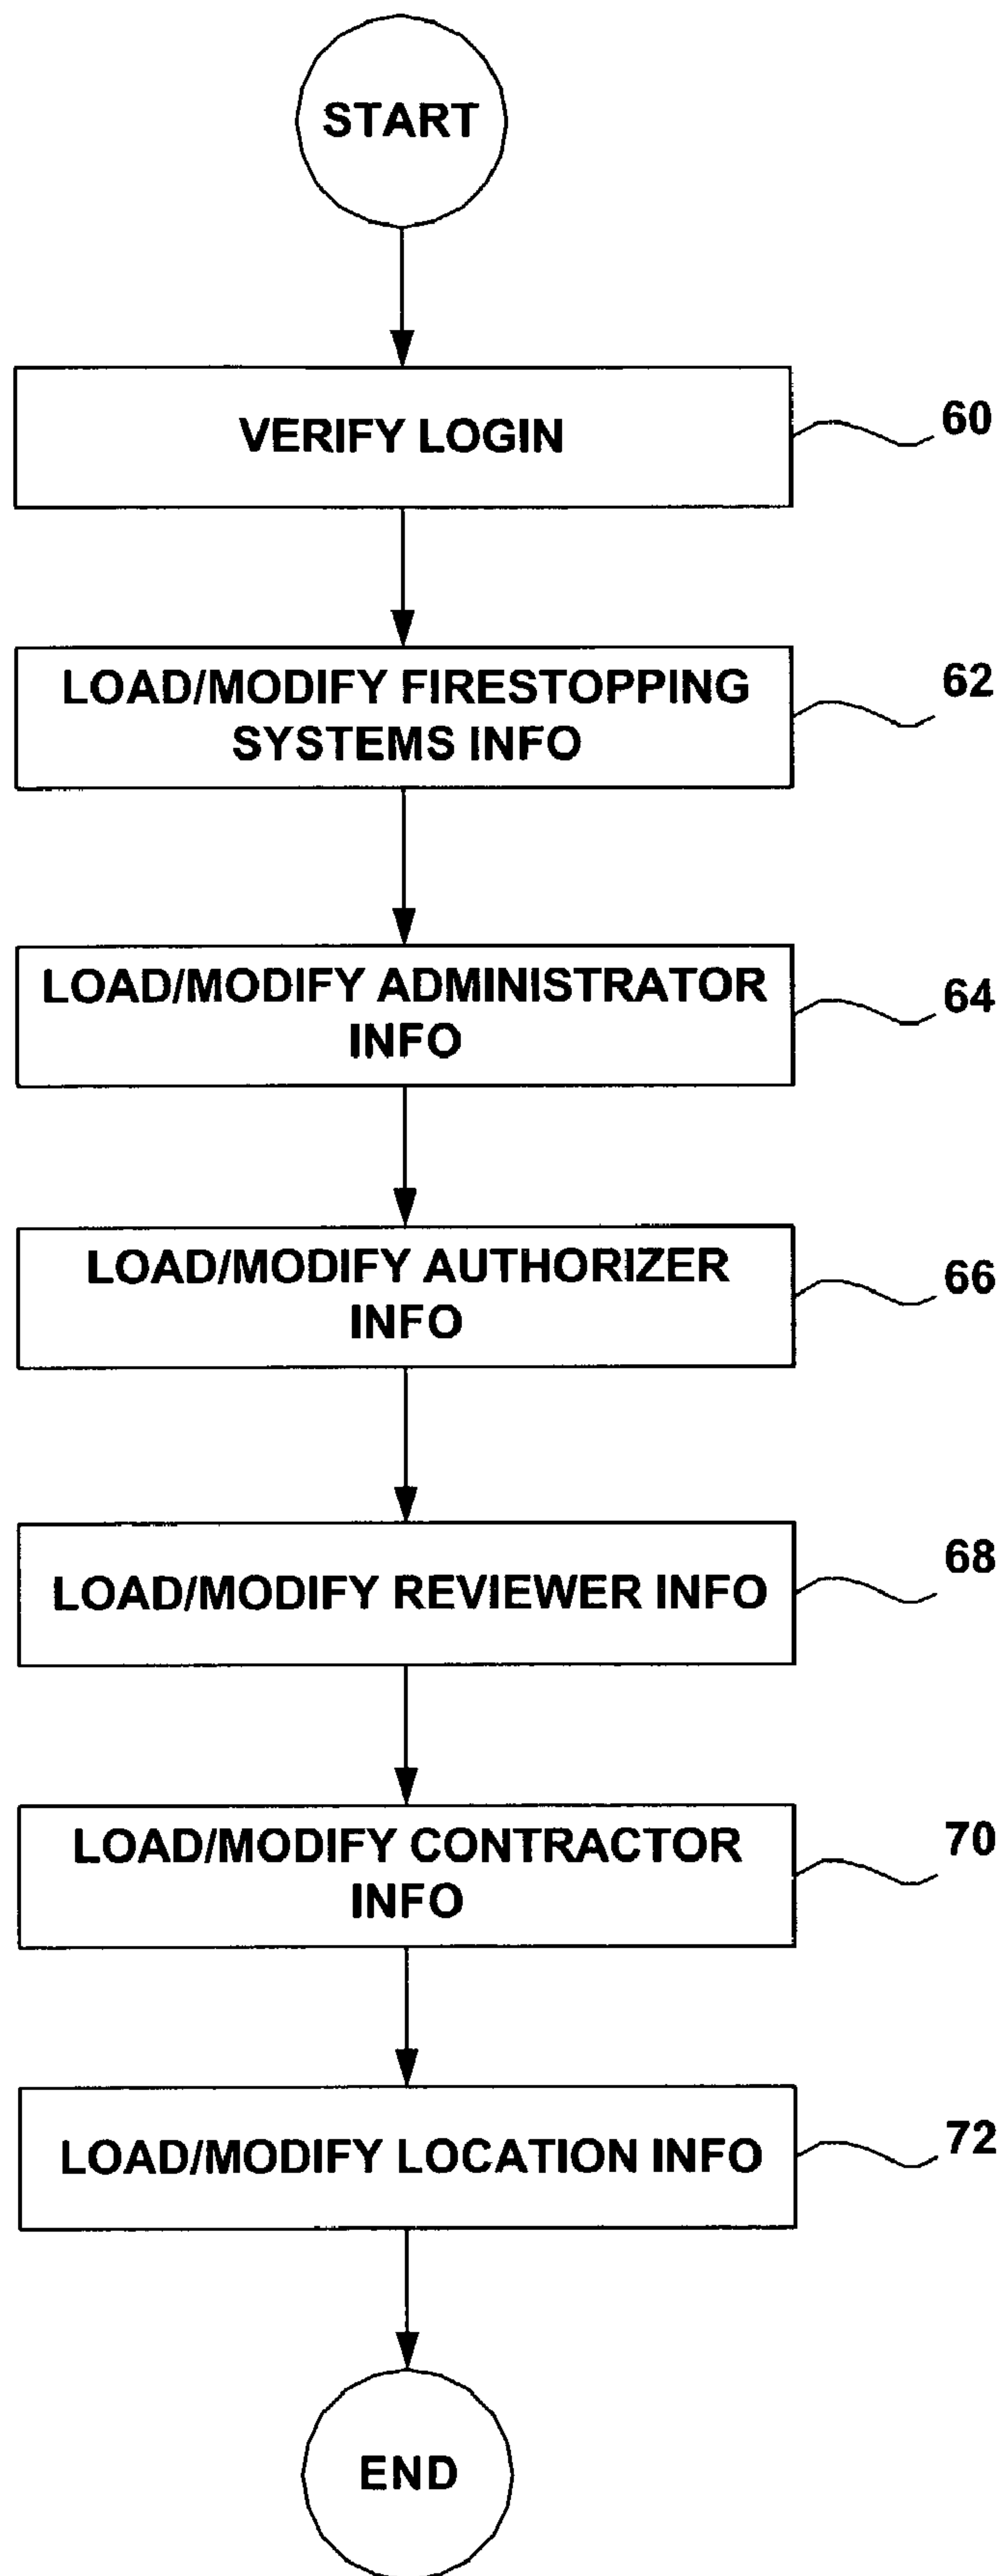 START
VERIFY LOGIN
60
LOAD/MODIFY FIRESTOPPING
SYSTEMS INFO
62
LOAD/MODIFY ADMINISTRATOR
INFO
64
LOAD/MODIFY AUTHORIZER
INFO
66
LOAD/MODIFY REVIEWER INFO
68
LOAD/MODIFY CONTRACTOR
INFO
70
LOAD/MODIFY LOCATION INFO
72
END